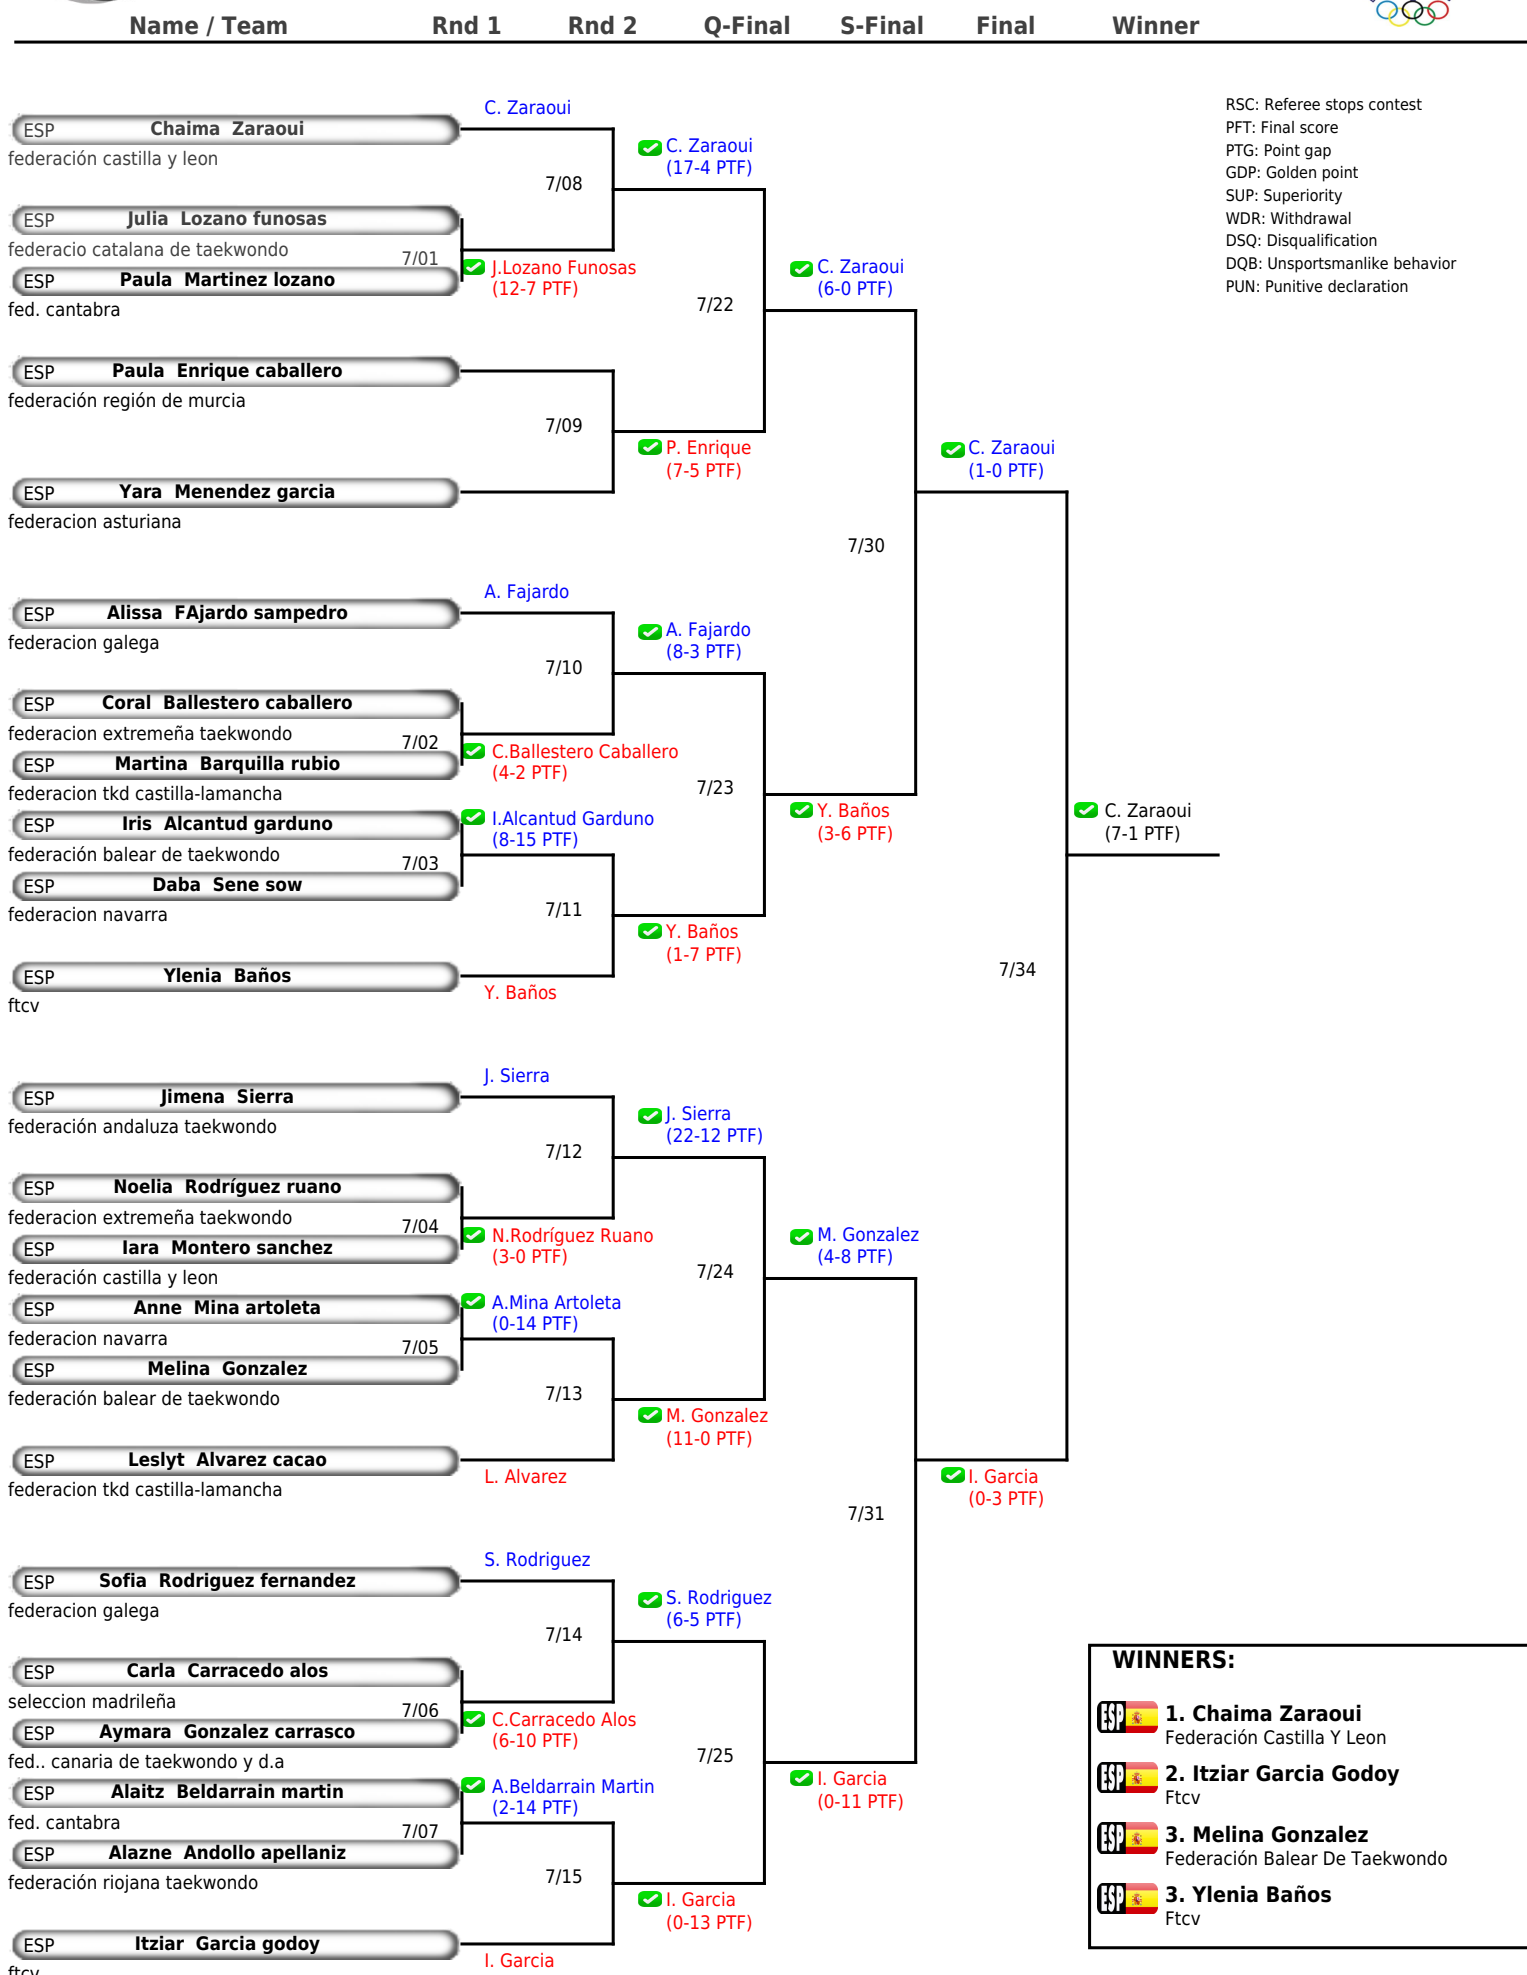 Name / Team Rnd 1 Rnd 2 Q-Final S-Final Final Winner
RSC: Referee stops contest
PFT: Final score
PTG: Point gap
GDP: Golden point
SUP: Superiority
WDR: Withdrawal
DSQ: Disqualification
DQB: Unsportsmanlike behavior
PUN: Punitive declaration
C. Zaraoui
ESP Chaima Zaraoui
federación castilla y leon
C. Zaraoui
(17-4 PTF)
7/08
ESP Julia Lozano funosas
federacio catalana de taekwondo
7/01
J.Lozano Funosas
(12-7 PTF)
ESP Paula Martinez lozano
fed. cantabra
C. Zaraoui
(6-0 PTF)
7/22
ESP Paula Enrique caballero
federación región de murcia
7/09
P. Enrique
(7-5 PTF)
C. Zaraoui
(1-0 PTF)
ESP Yara Menendez garcia
federacion asturiana
7/30
A. Fajardo
ESP Alissa FAjardo sampedro
federacion galega
A. Fajardo
(8-3 PTF)
7/10
ESP Coral Ballestero caballero
federacion extremeña taekwondo
7/02
C.Ballestero Caballero
(4-2 PTF)
ESP Martina Barquilla rubio
federacion tkd castilla-lamancha
7/23
Y. Baños
(3-6 PTF)
C. Zaraoui
(7-1 PTF)
ESP Iris Alcantud garduno
I.Alcantud Garduno
(8-15 PTF)
federación balear de taekwondo
7/03
ESP Daba Sene sow
federacion navarra
7/11
Y. Baños
(1-7 PTF)
ESP Ylenia Baños
Y. Baños
ftcv
7/34
J. Sierra
ESP Jimena Sierra
federación andaluza taekwondo
J. Sierra
(22-12 PTF)
7/12
ESP Noelia Rodríguez ruano
federacion extremeña taekwondo
7/04
N.Rodríguez Ruano
(3-0 PTF)
ESP Iara Montero sanchez
federación castilla y leon
M. Gonzalez
(4-8 PTF)
7/24
ESP Anne Mina artoleta
A.Mina Artoleta
(0-14 PTF)
federacion navarra
7/05
ESP Melina Gonzalez
federación balear de taekwondo
7/13
M. Gonzalez
(11-0 PTF)
ESP Leslyt Alvarez cacao
L. Alvarez
federacion tkd castilla-lamancha
I. Garcia
(0-3 PTF)
7/31
S. Rodriguez
ESP Sofia Rodriguez fernandez
federacion galega
S. Rodriguez
(6-5 PTF)
7/14
ESP Carla Carracedo alos
seleccion madrileña
7/06
C.Carracedo Alos
(6-10 PTF)
ESP Aymara Gonzalez carrasco
fed.. canaria de taekwondo y d.a
7/25
I. Garcia
(0-11 PTF)
ESP Alaitz Beldarrain martin
A.Beldarrain Martin
(2-14 PTF)
fed. cantabra
7/07
ESP Alazne Andollo apellaniz
federación riojana taekwondo
7/15
I. Garcia
(0-13 PTF)
ESP Itziar Garcia godoy
I. Garcia
ftcv
WINNERS:
ESP 1. Chaima Zaraoui
Federación Castilla Y Leon
ESP 2. Itziar Garcia Godoy
Ftcv
ESP 3. Melina Gonzalez
Federación Balear De Taekwondo
ESP 3. Ylenia Baños
Ftcv